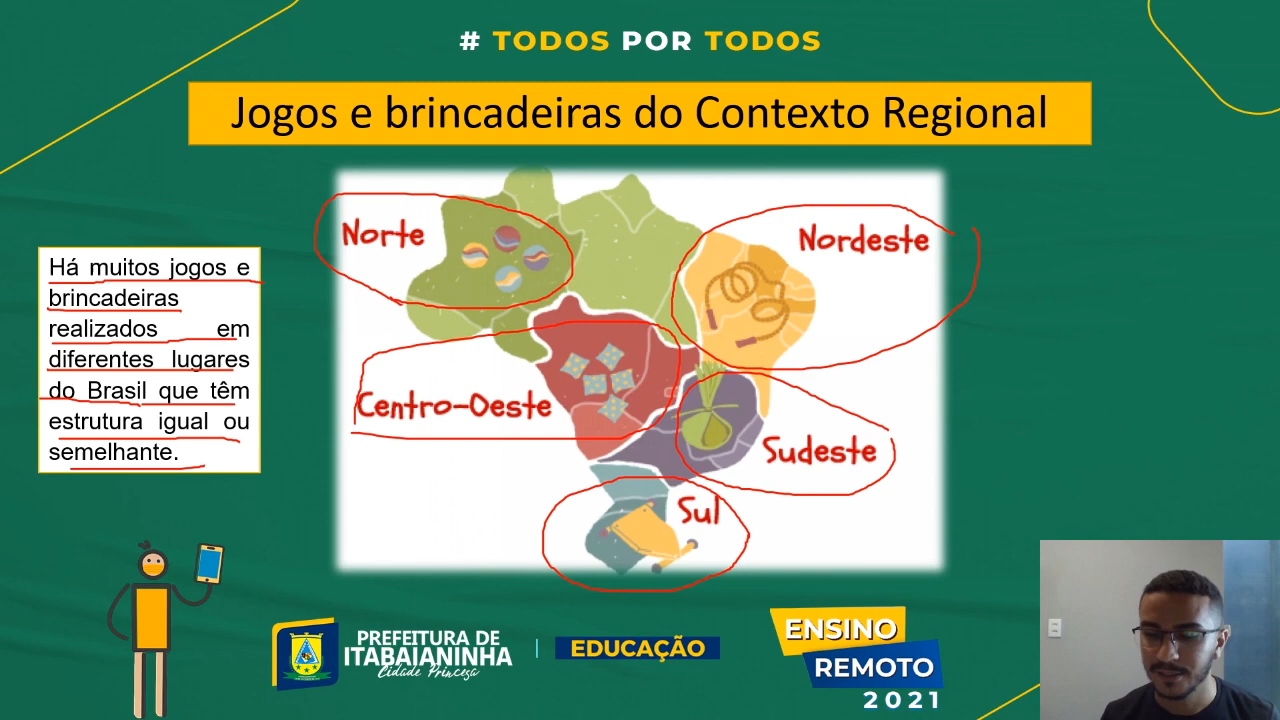 # TODOS POR TODOS
Jogos e brincadeiras do Contexto Regional
Norte
Nordeste
Há muitos jogos e
brincadeiras
realizados em
diferentes lugares
do Brasil que têm
estrutura igual ou
semelhante.
Centro-Oeste
Sudeste
Sul
PREFEITURA DE
ITABAIANINHA
Cidade Princesa
EDUCAÇÃO
ENSINO
REMOTO
2021